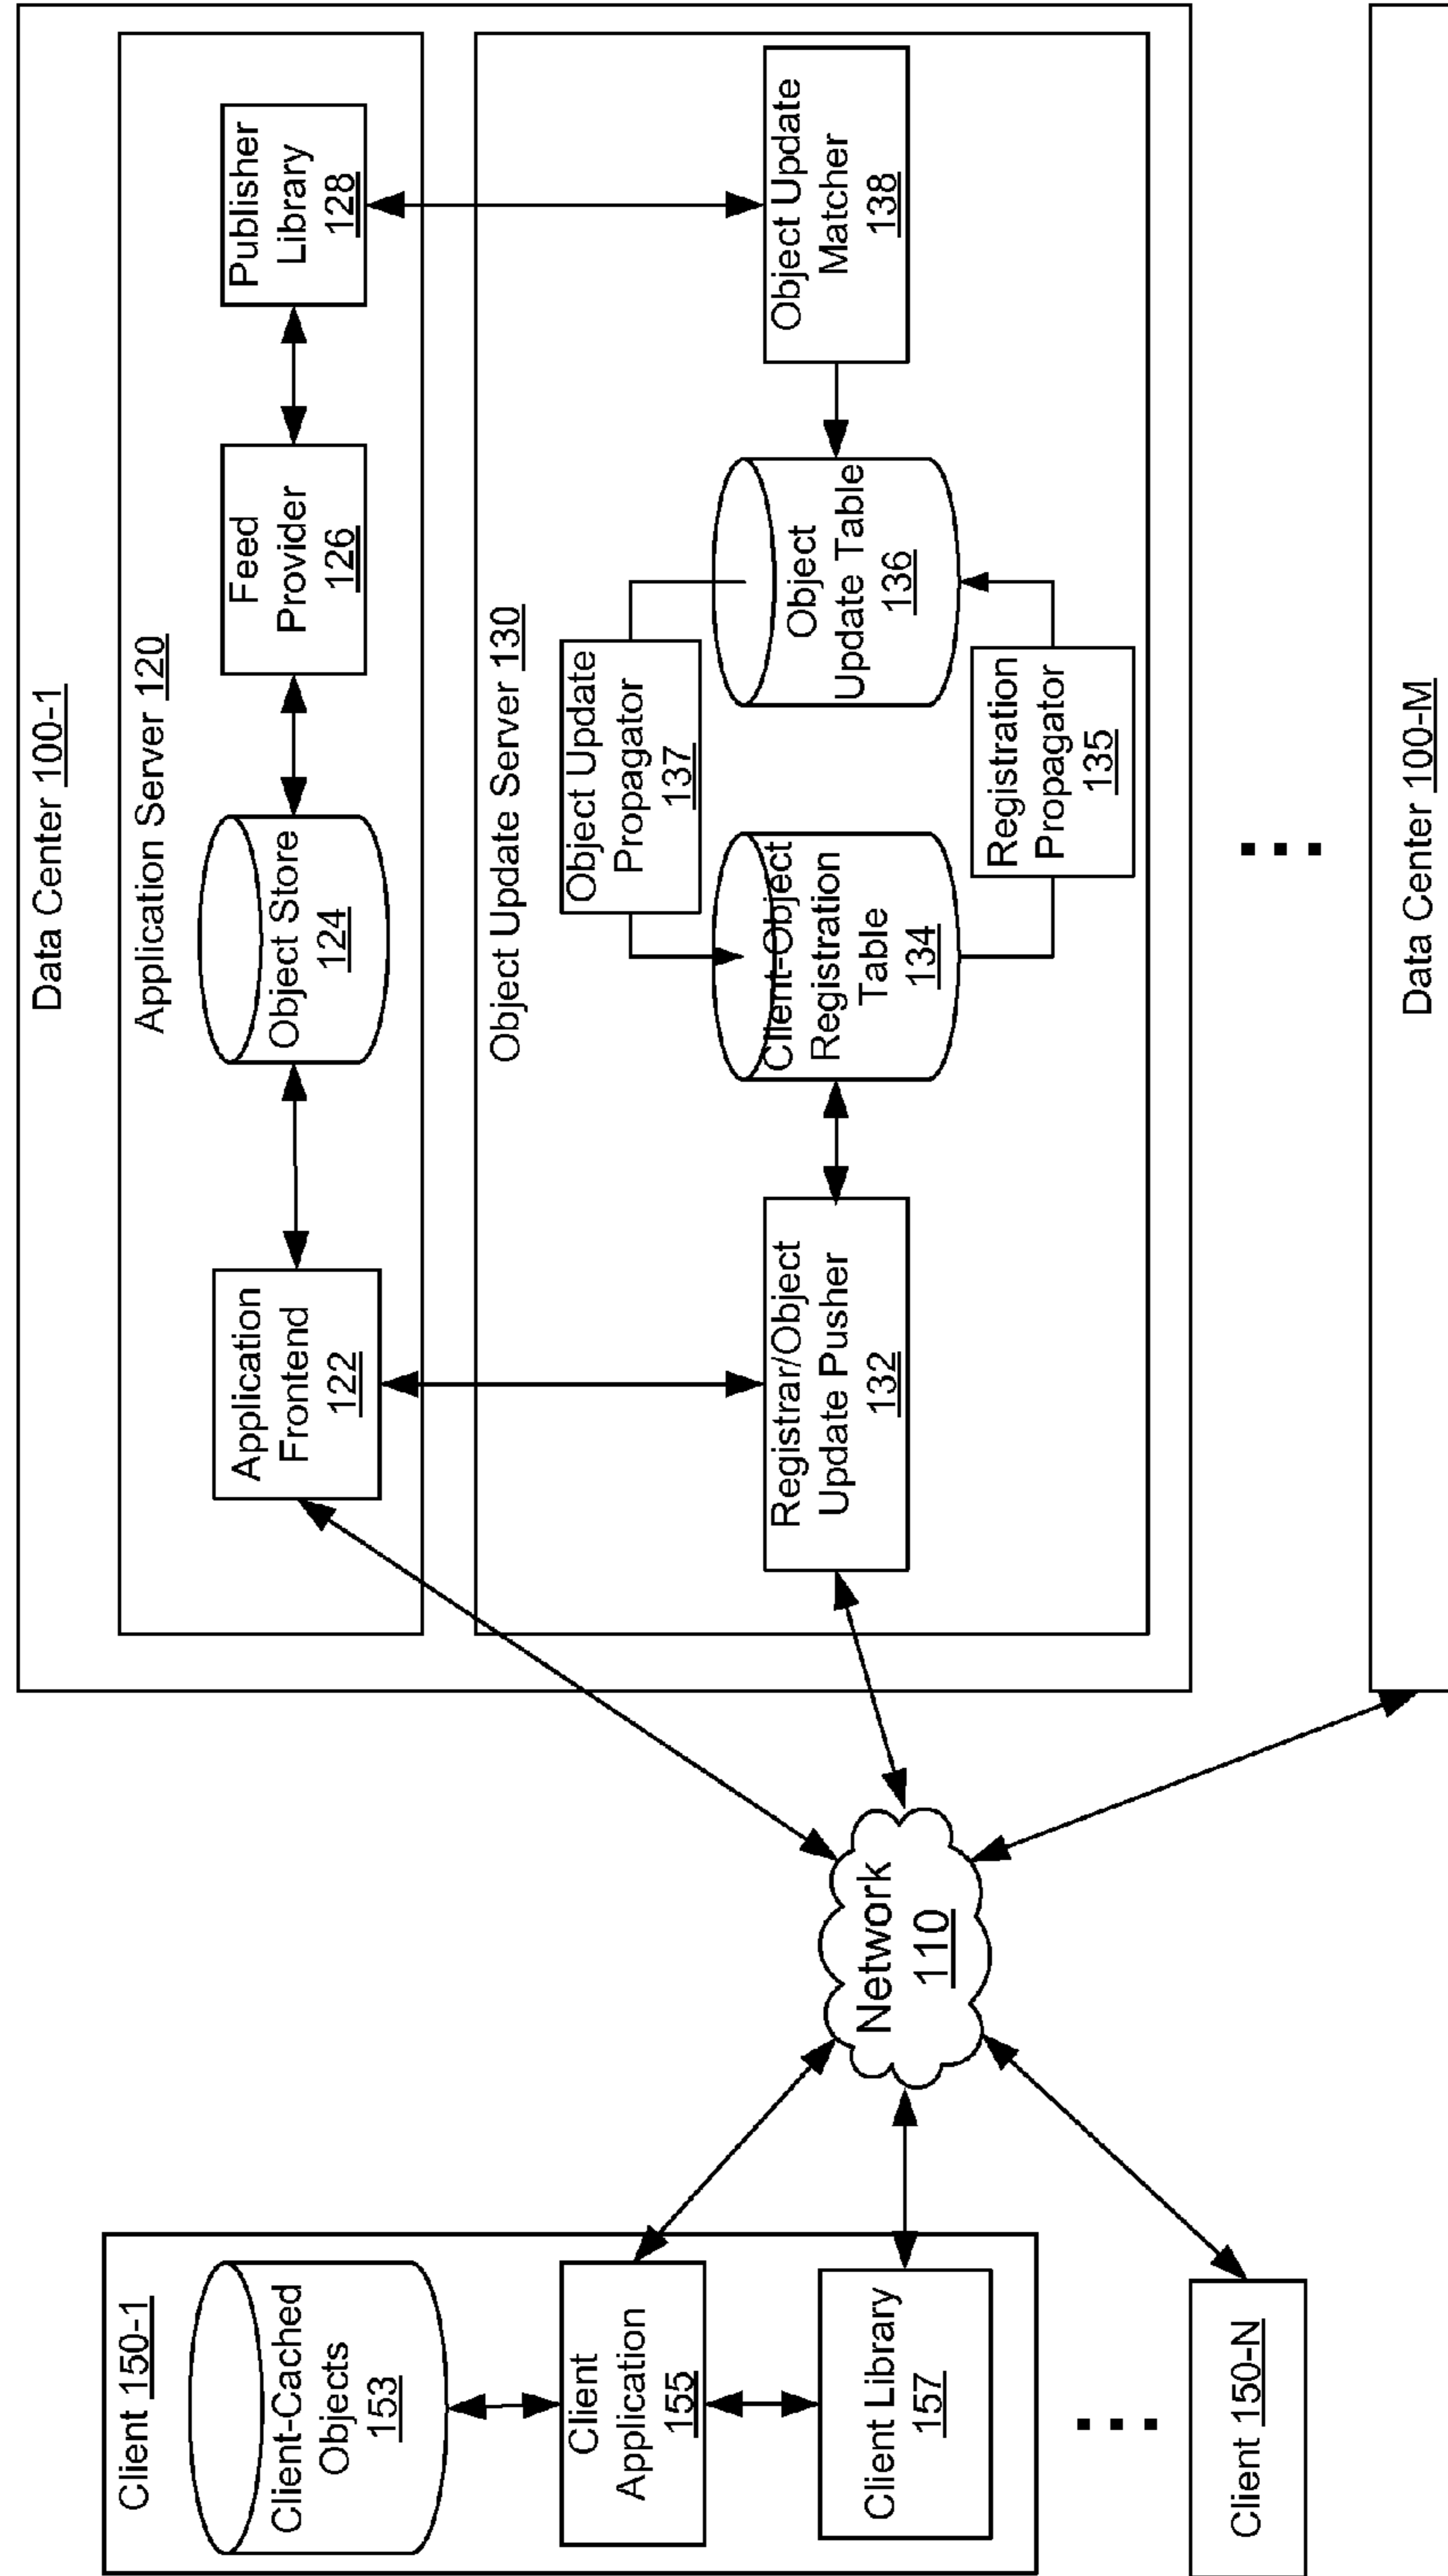 Client 150-1
Client-Cached
Objects
153
Client
Application
155
Client Library
157
Client 150-N
Network
110
Data Center 100-1
Application Server 120
Application
Frontend
122
Object Store
124
Feed
Provider
126
Publisher
Library
128
Object Update Server 130
Registrar/Object
Update Pusher
132
Client-Object
Registration
Table
134
Object Update
Propagator
137
Registration
Propagator
135
Object
Update Table
136
Object Update
Matcher
138
Data Center 100-M